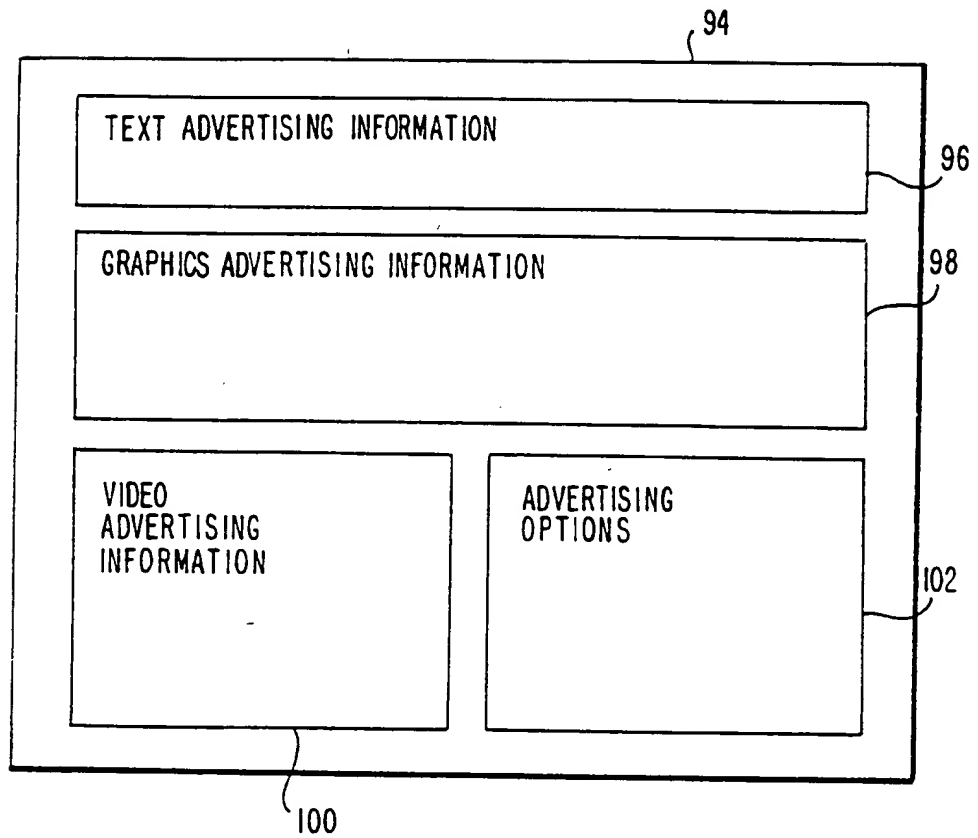 94
TEXT ADVERTISING INFORMATION
96
GRAPHICS ADVERTISING INFORMATION
98
VIDEO
ADVERTISING
INFORMATION
ADVERTISING
OPTIONS
102
100